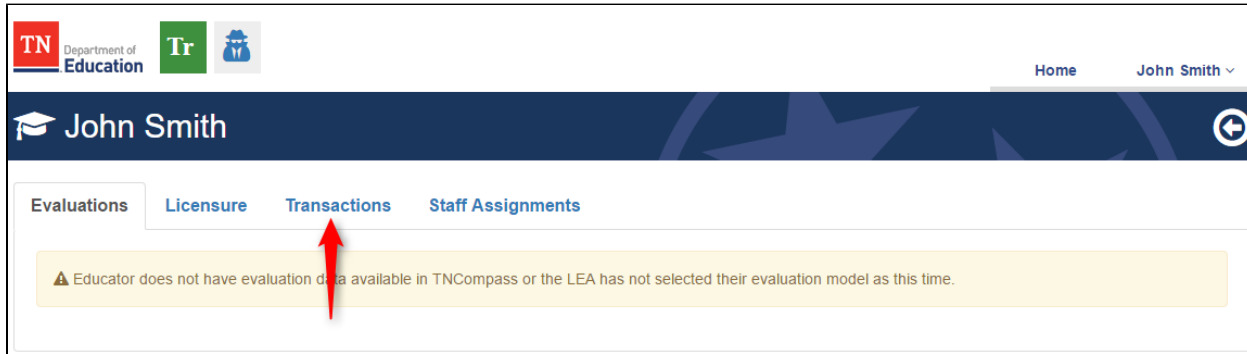 TN Department of Education
Tr
Home John Smith
John Smith
Evaluations Licensure Transactions Staff Assignments
Educator does not have evaluation data available in TNCompass or the LEA has not selected their evaluation model as this time.